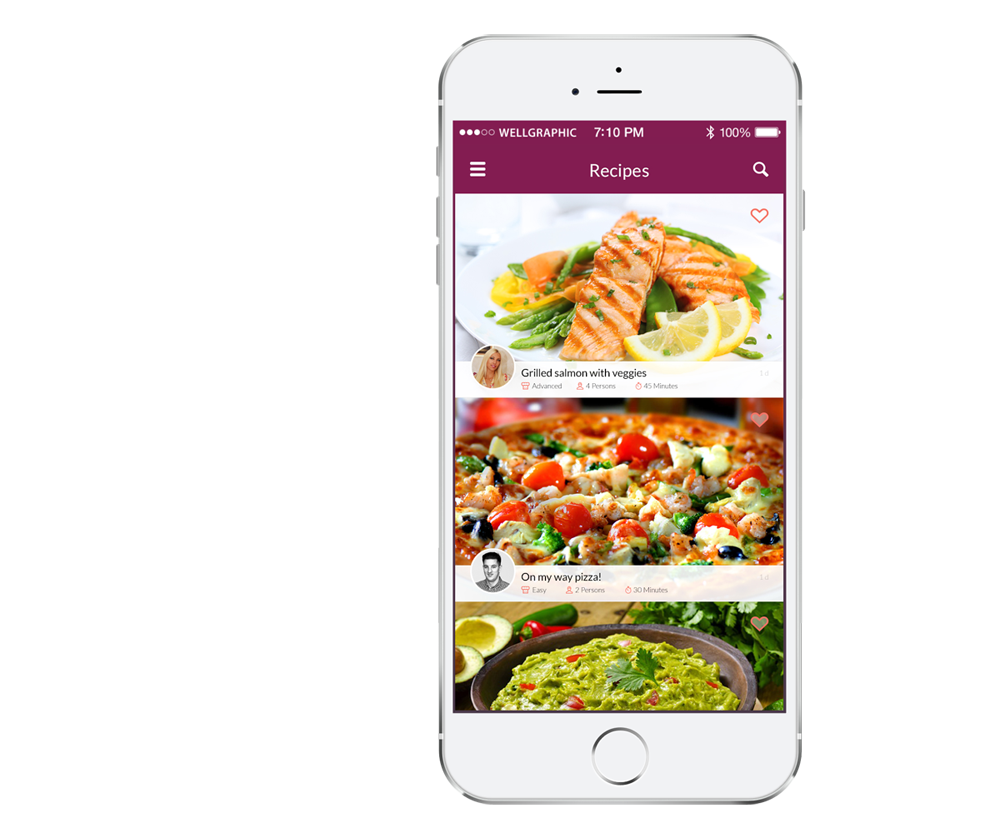 WELLGRAPHIC 7:10 PM 100%
Recipes
Grilled salmon with veggies
1 d
Advanced 4 Persons 45 Minutes
On my way pizza!
1 d
Easy 2 Persons 30 Minutes